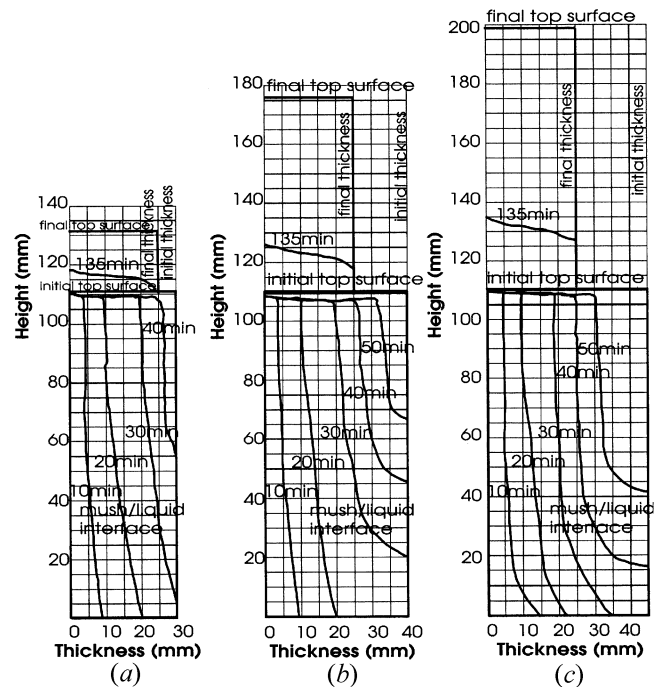 140
final top surface
final thickness
initial thickness
135min
120
initial top surface
100
40min
80
60
30min
20min
10min
40
mush/liquid
interface
20
0 10 20 30
Height (mm)
Thickness (mm)
(a)
180
final top surface
160
final thickness
initial thickness
140
135min
120
initial top surface
100
50min
80
40min
60
30min
20min
10min
40
mush/liquid
interface
20
0 10 20 30 40
Height (mm)
Thickness (mm)
(b)
final top surface
200
180
final thickness
initial thickness
160
140
135min
120
initial top surface
100
50min
80
40min
60
30min
20min
10min
40
mush/liquid
interface
20
0 10 20 30 40
Height (mm)
Thickness (mm)
(c)